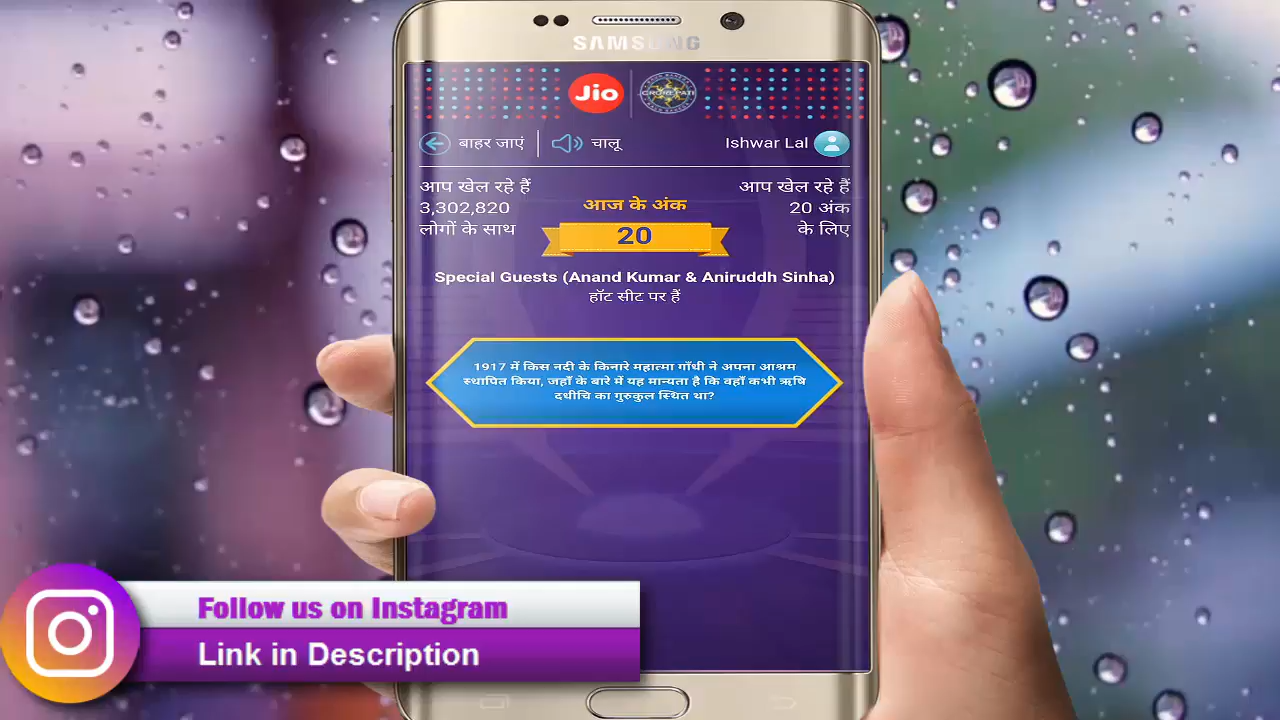 SAMSUNG
Jio
CROREPATI
बाहर जाएं
चालू
Ishwar Lal
आप खेल रहे हैं
3,302,820
लोगों के साथ
आज के अंक
20
आप खेल रहे हैं
20 अंक
के लिए
Special Guests (Anand Kumar & Aniruddh Sinha)
हॉट सीट पर हैं
1917 में किस नदी के किनारे महात्मा गाँधी ने अपना आश्रम
स्थापित किया, जहाँ के बारे में यह मान्यता है कि वहाँ कभी ऋषि
दधीचि का गुरुकुल स्थित था?
Follow us on Instagram
Link in Description